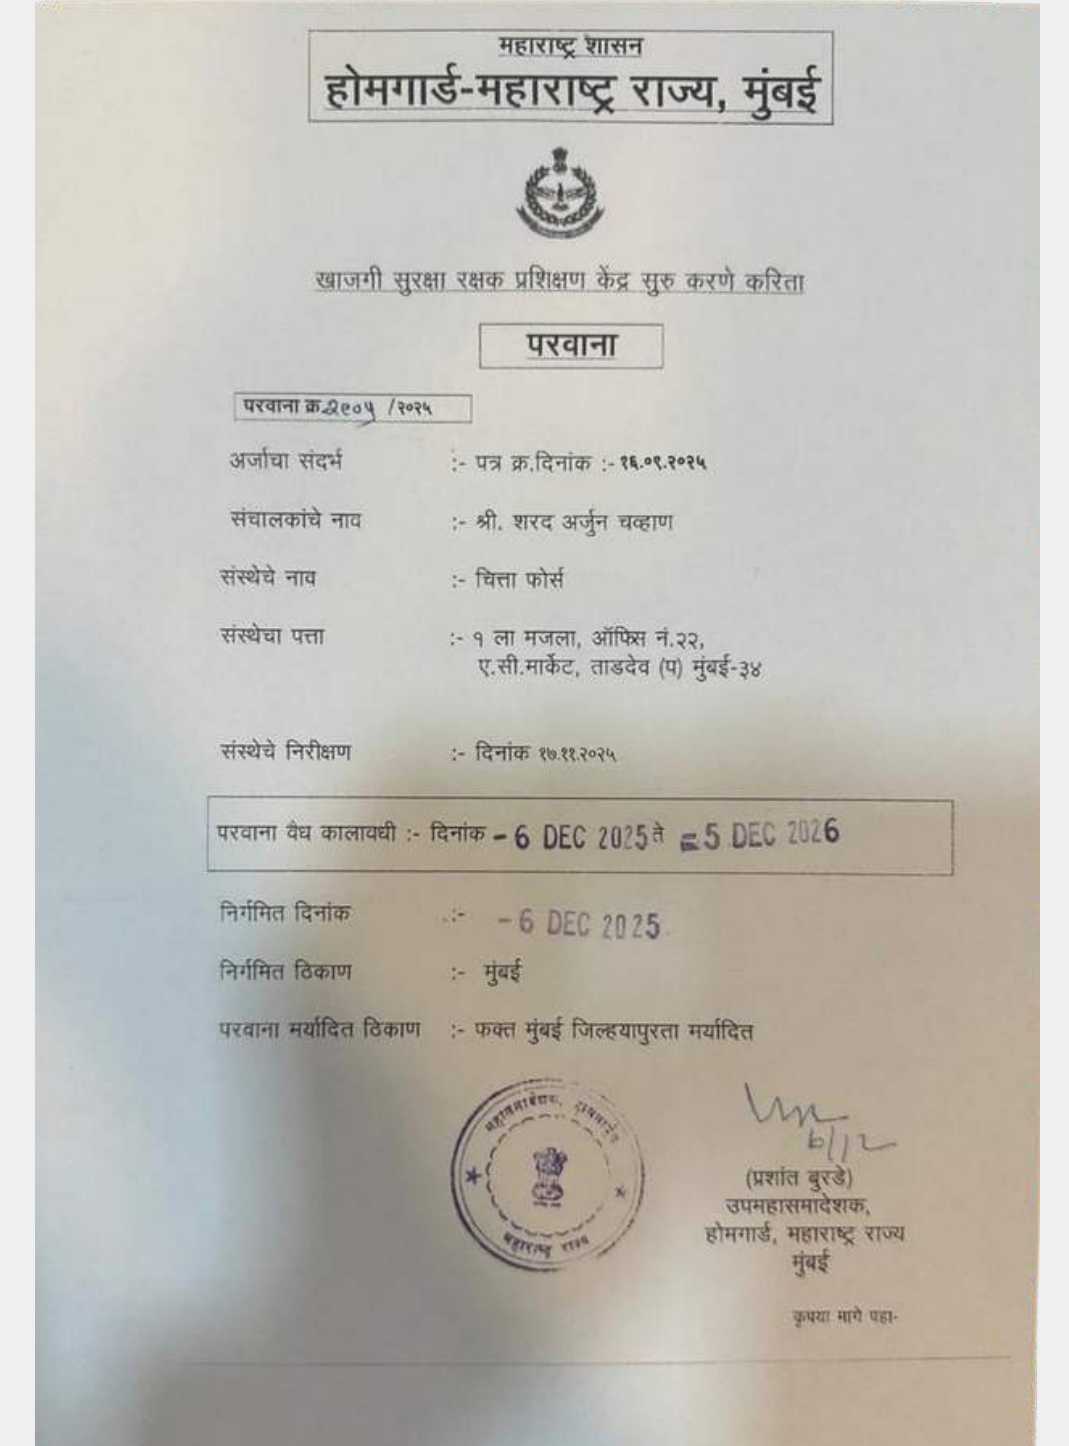 महाराष्ट्र शासन
होमगार्ड-महाराष्ट्र राज्य, मुंबई
खाजगी सुरक्षा रक्षक प्रशिक्षण केंद्र सुरु करणे करिता
परवाना
परवाना क्र. /२०२५
अर्जाचा संदर्भ :- पत्र क्र.दिनांक :- १६.०९.२०२५
संचालकांचे नाव :- श्री. शरद अर्जुन चव्हाण
संस्थेचे नाव :- चित्ता फोर्स
संस्थेचा पत्ता :- १ ला मजला, ऑफिस नं.२२,
ए.सी.मार्केट, ताडदेव (प) मुंबई-३४
संस्थेचे निरीक्षण :- दिनांक १७.११.२०२५
परवाना वैध कालावधी :- दिनांक - 6 DEC 2025 ते = 5 DEC 2026
निर्गमित दिनांक :- - 6 DEC 2025
निर्गमित ठिकाण :- मुंबई
परवाना मर्यादित ठिकाण :- फक्त मुंबई जिल्हयापुरता मर्यादित
महाराष्ट्र राज्य
6/12
(प्रशांत बुरडे)
उपमहासमादेशक,
होमगार्ड, महाराष्ट्र राज्य
मुंबई
कृपया मागे पहा-